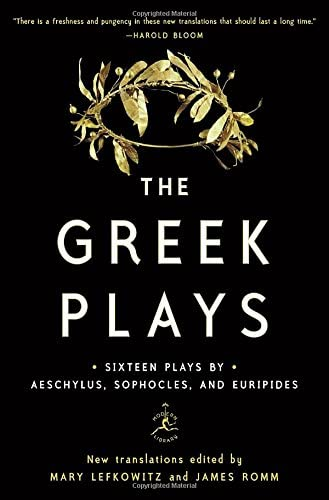 "There is a freshness and pungency in these new translations that should last a long time."
—HAROLD BLOOM
THE
GREEK
PLAYS
• SIXTEEN PLAYS BY •
AESCHYLUS, SOPHOCLES, AND EURIPIDES
MODERN
LIBRARY
New translations edited by
MARY LEFKOWITZ and JAMES ROMM